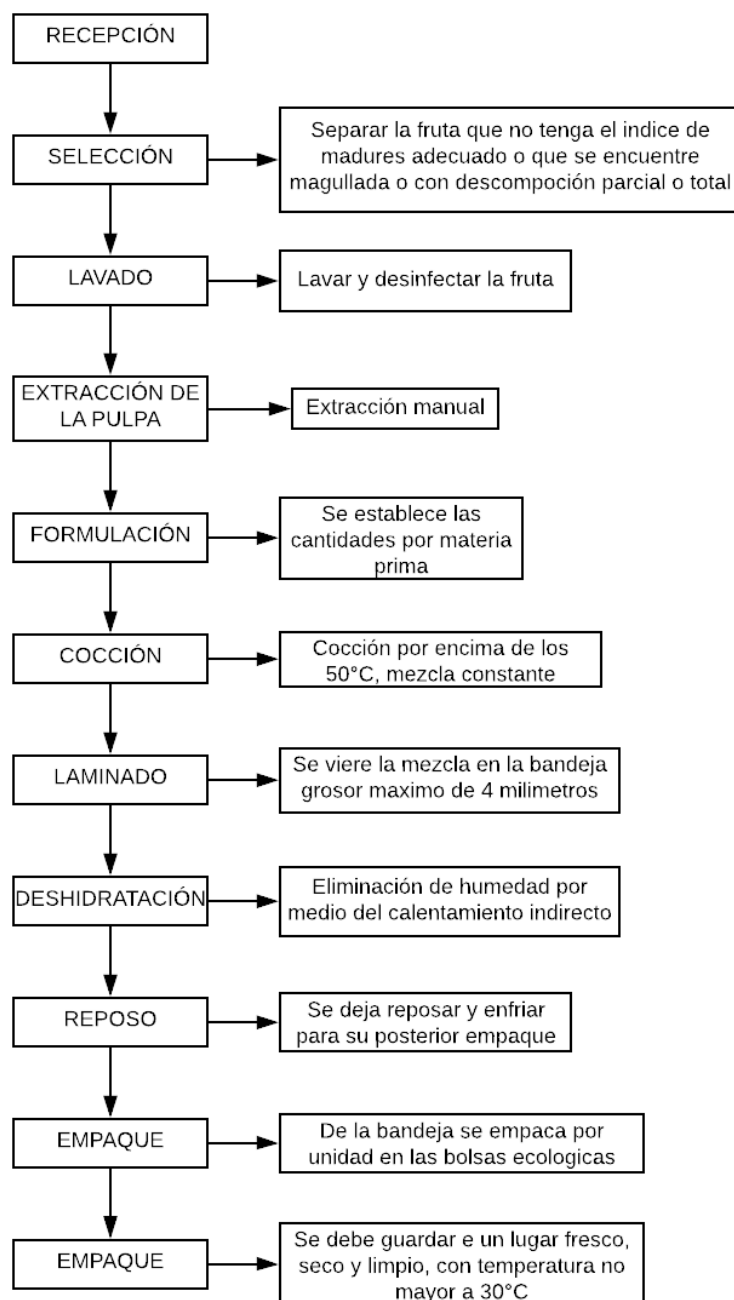 RECEPCIÓN
SELECCIÓN
Separar la fruta que no tenga el indice de
madures adecuado o que se encuentre
magullada o con descompoción parcial o total
LAVADO
Lavar y desinfectar la fruta
EXTRACCIÓN DE
LA PULPA
Extracción manual
FORMULACIÓN
Se establece las
cantidades por materia
prima
COCCIÓN
Cocción por encima de los
50°C, mezcla constante
LAMINADO
Se viere la mezcla en la bandeja
grosor maximo de 4 milimetros
DESHIDRATACIÓN
Eliminación de humedad por
medio del calentamiento indirecto
REPOSO
Se deja reposar y enfriar
para su posterior empaque
EMPAQUE
De la bandeja se empaca por
unidad en las bolsas ecologicas
EMPAQUE
Se debe guardar e un lugar fresco,
seco y limpio, con temperatura no
mayor a 30°C